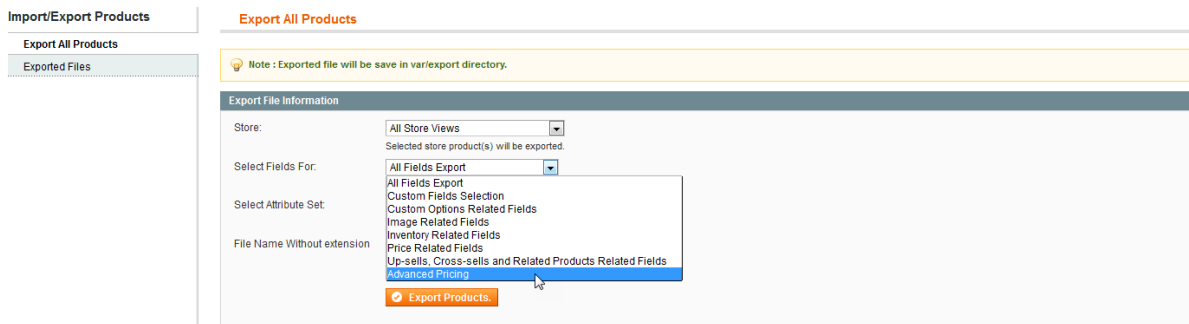 Import/Export Products
Export All Products
Exported Files
Export All Products
Note : Exported file will be save in var/export directory.
Export File Information
Store:
All Store Views
Selected store product(s) will be exported.
Select Fields For:
All Fields Export
All Fields Export
Custom Fields Selection
Custom Options Related Fields
Image Related Fields
Inventory Related Fields
Price Related Fields
Up-sells, Cross-sells and Related Products Related Fields
Advanced Pricing
Select Attribute Set:
File Name Without extension
Export Products.